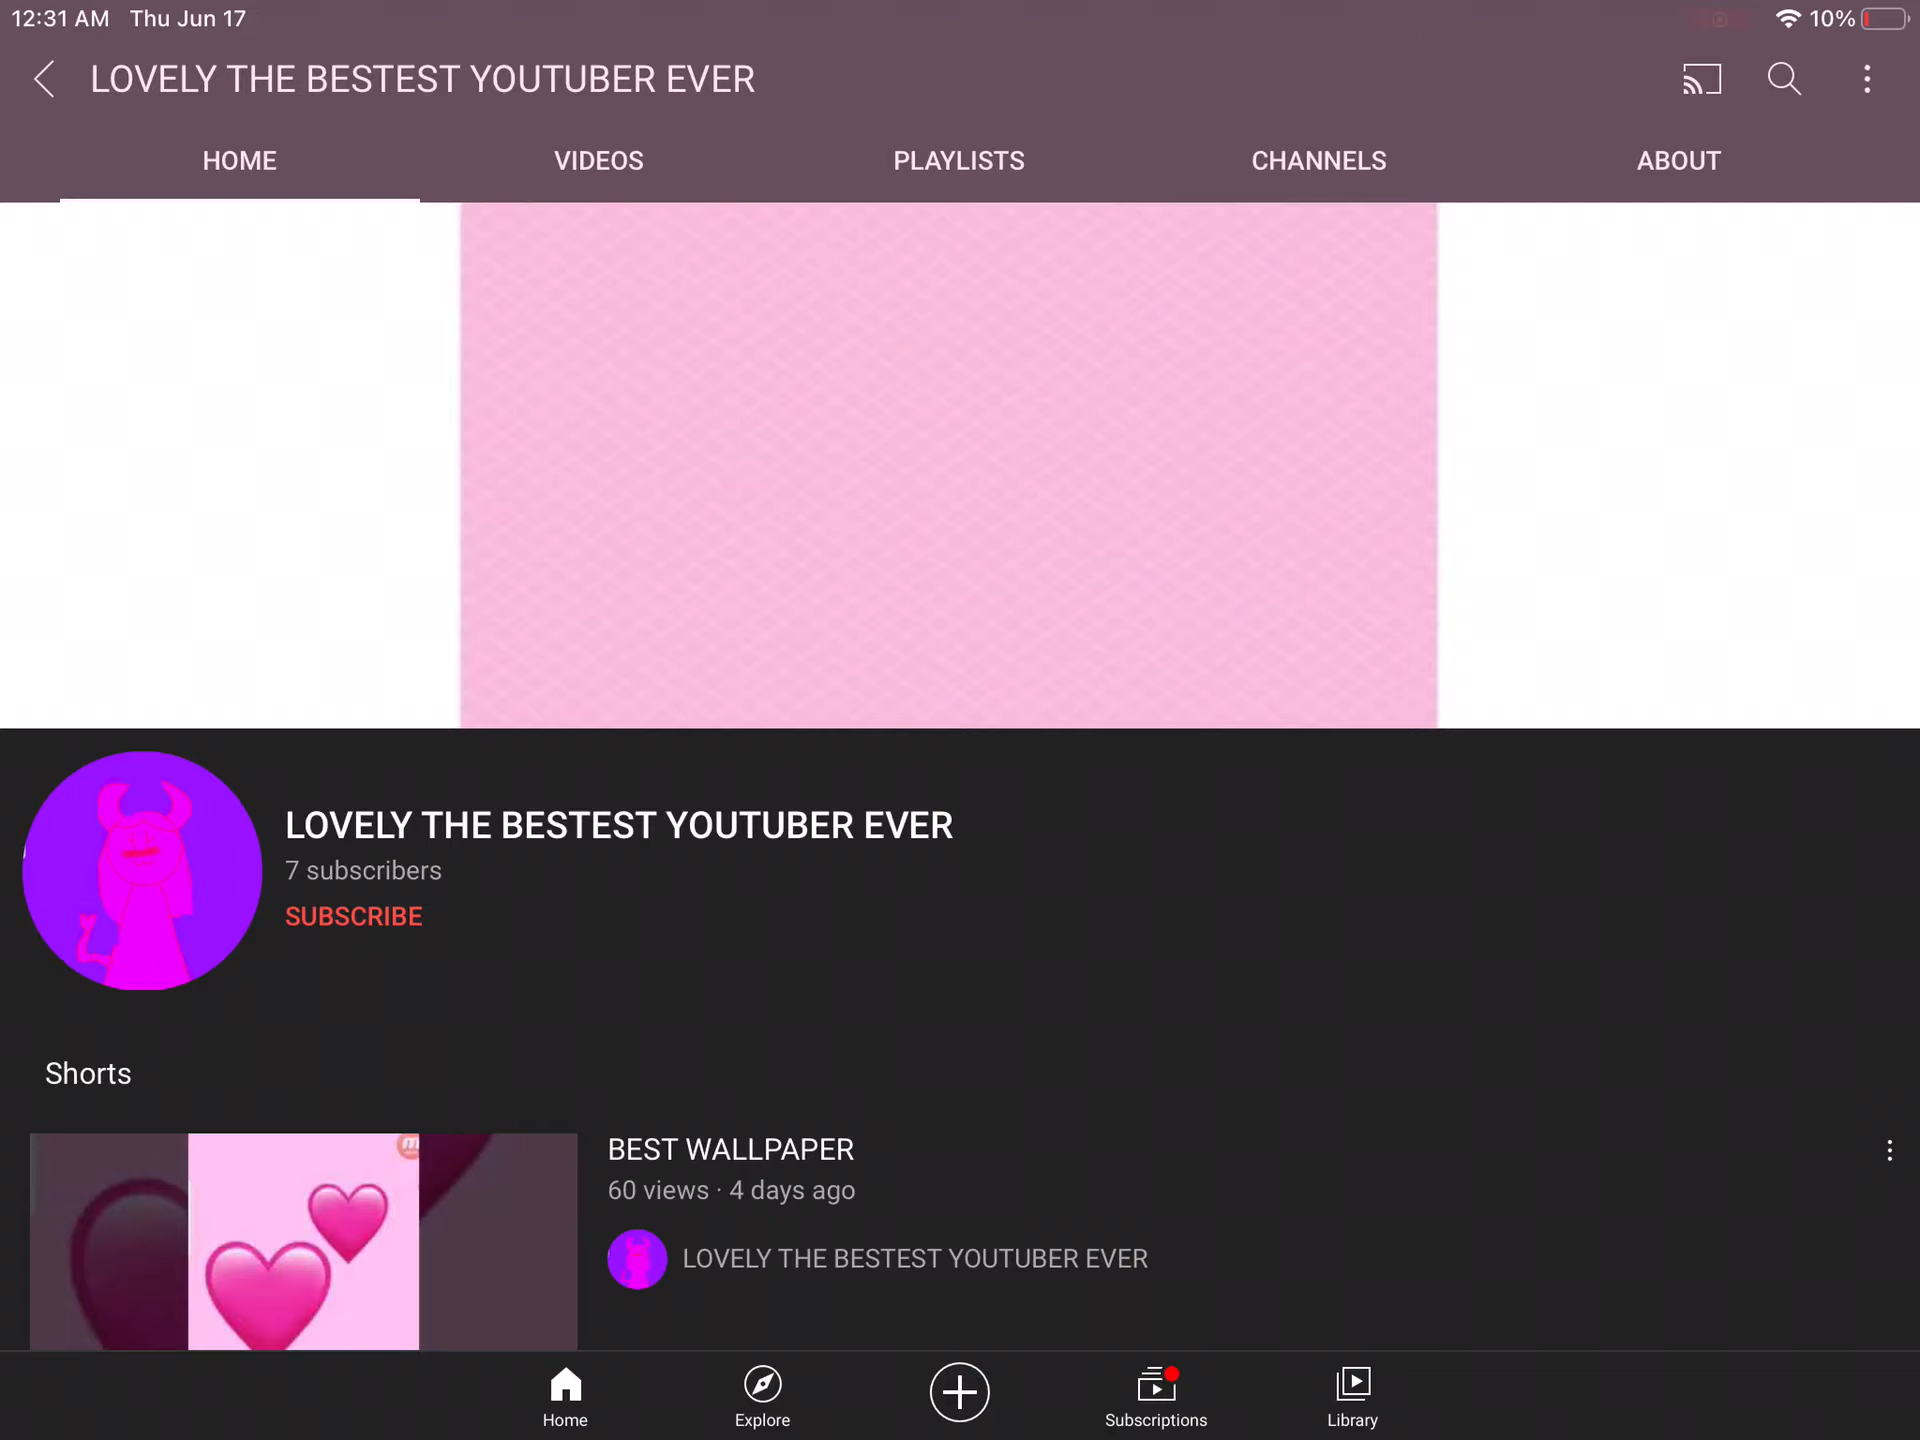 12:31 AM Thu Jun 17 10%
LOVELY THE BESTEST YOUTUBER EVER
HOME VIDEOS PLAYLISTS CHANNELS ABOUT
LOVELY THE BESTEST YOUTUBER EVER
7 subscribers
SUBSCRIBE
Shorts
BEST WALLPAPER
60 views · 4 days ago
LOVELY THE BESTEST YOUTUBER EVER
Home Explore Subscriptions Library